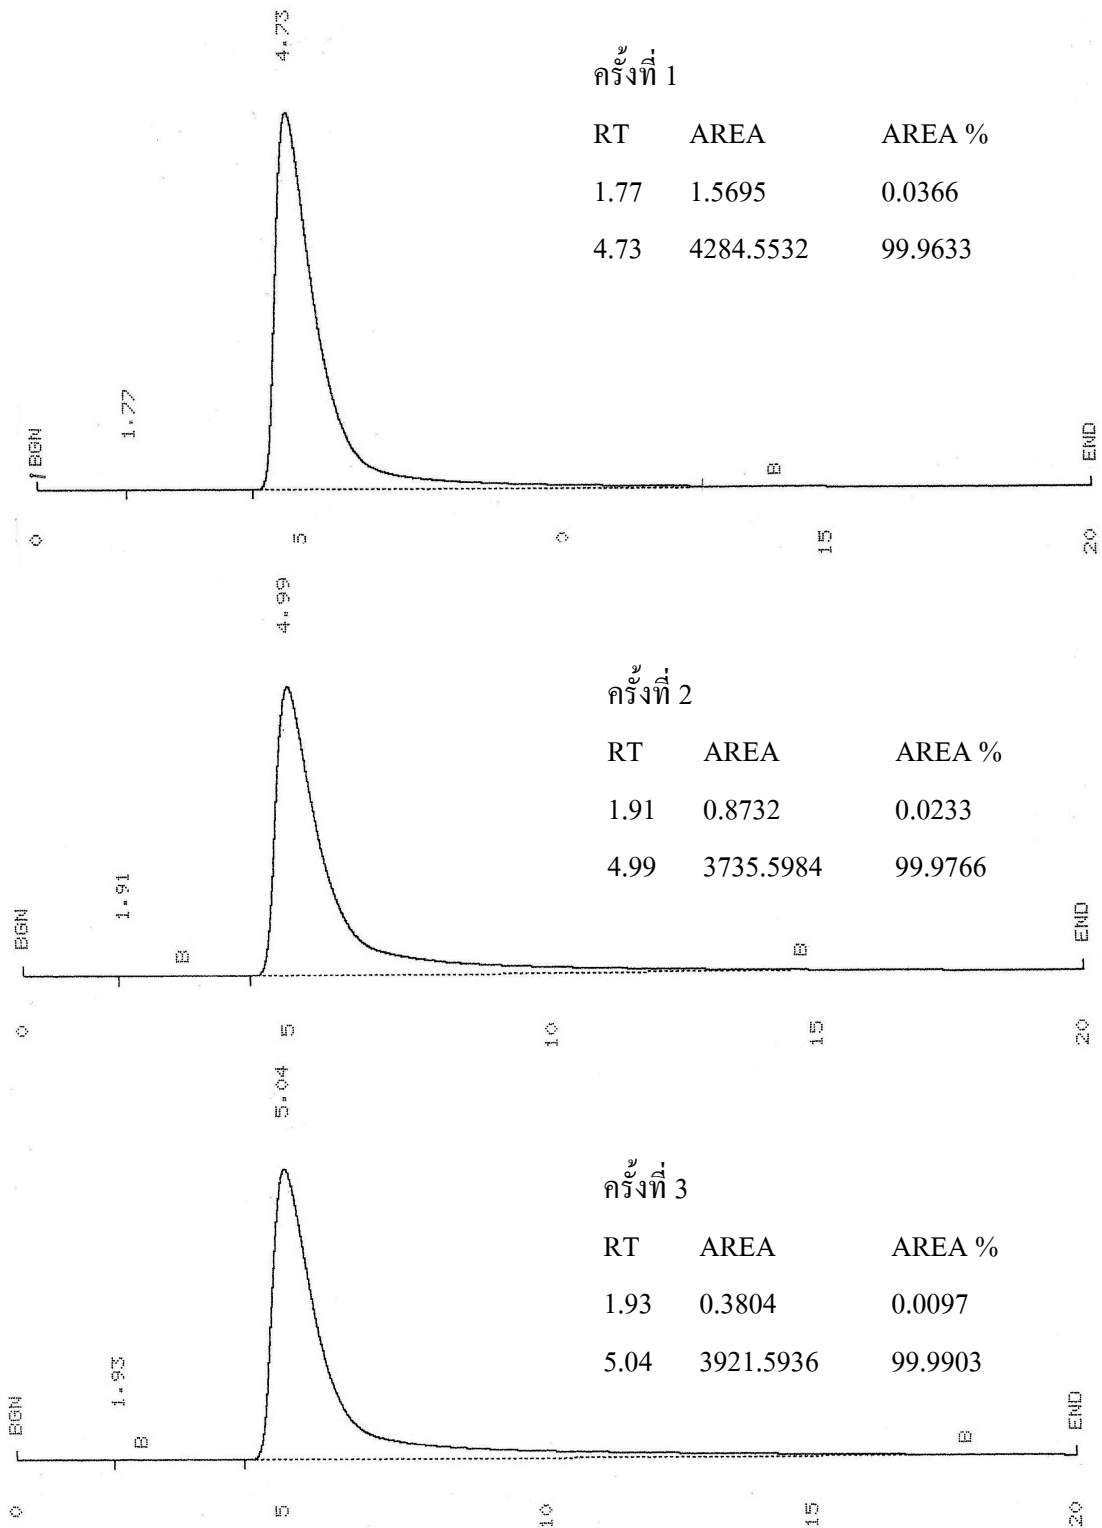 4.73
ครั้งที่ 1
RT AREA AREA %
1.77 1.5695 0.0366
4.73 4284.5532 99.9633
1.77
BGN
B
END
0 5 0 15 20
4.99
ครั้งที่ 2
RT AREA AREA %
1.91 0.8732 0.0233
4.99 3735.5984 99.9766
1.91
BGN
B
B
END
0 5 10 15 20
5.04
ครั้งที่ 3
RT AREA AREA %
1.93 0.3804 0.0097
5.04 3921.5936 99.9903
1.93
BGN
B
B
END
0 5 10 15 20